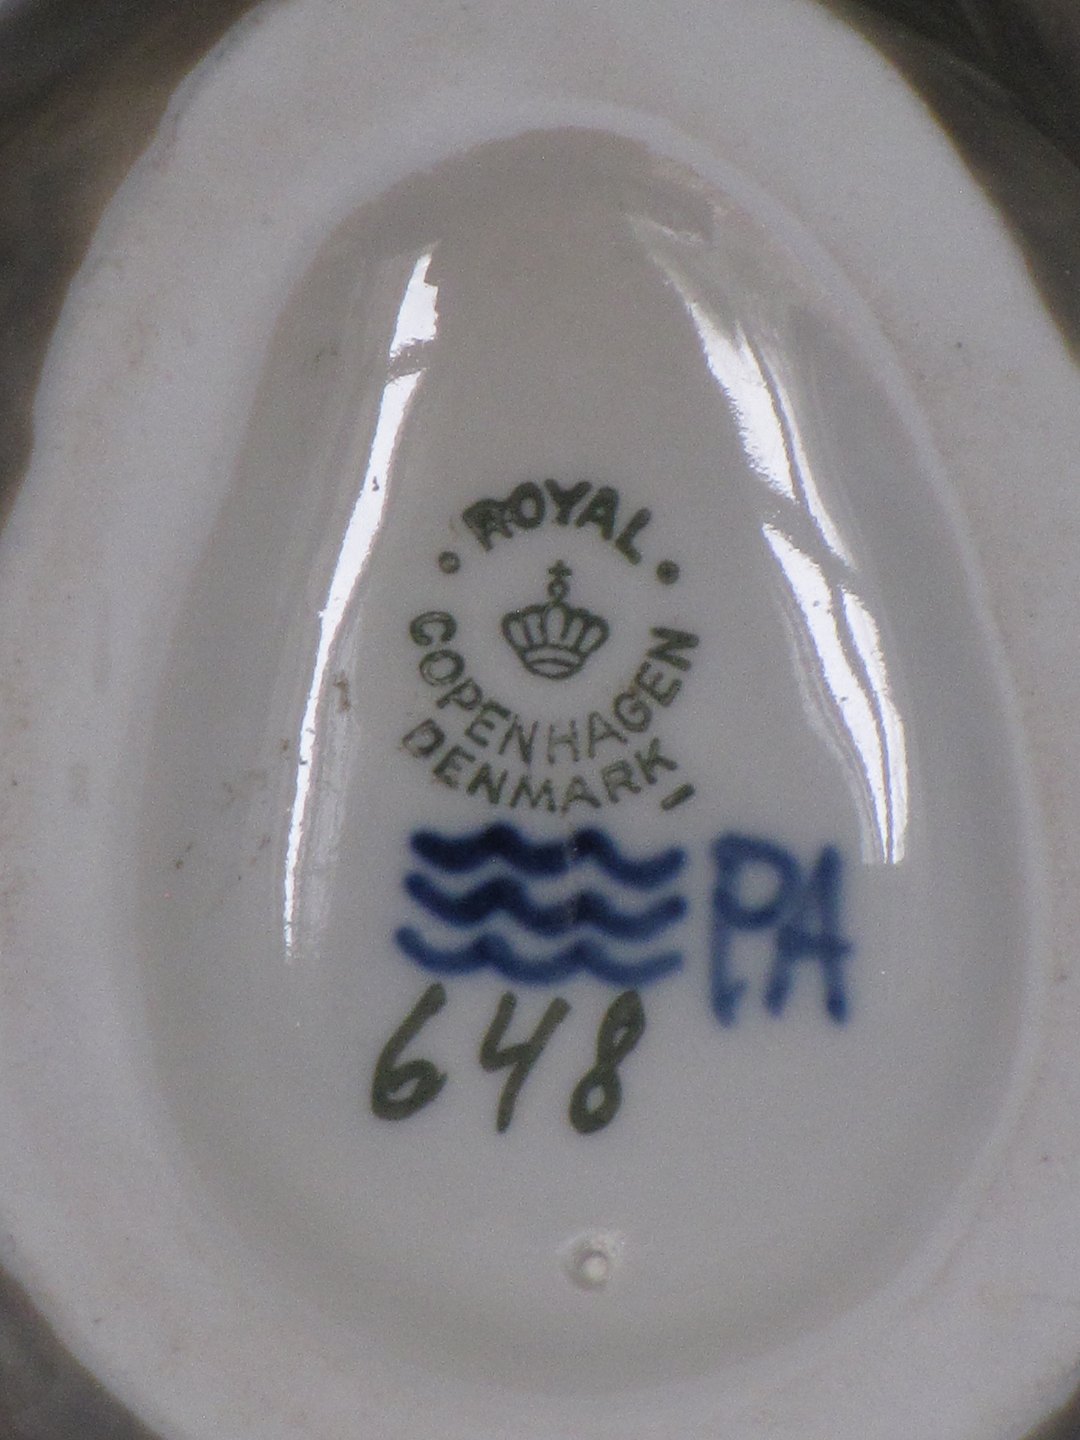 ROYAL
COPENHAGEN
DENMARK
PA
648